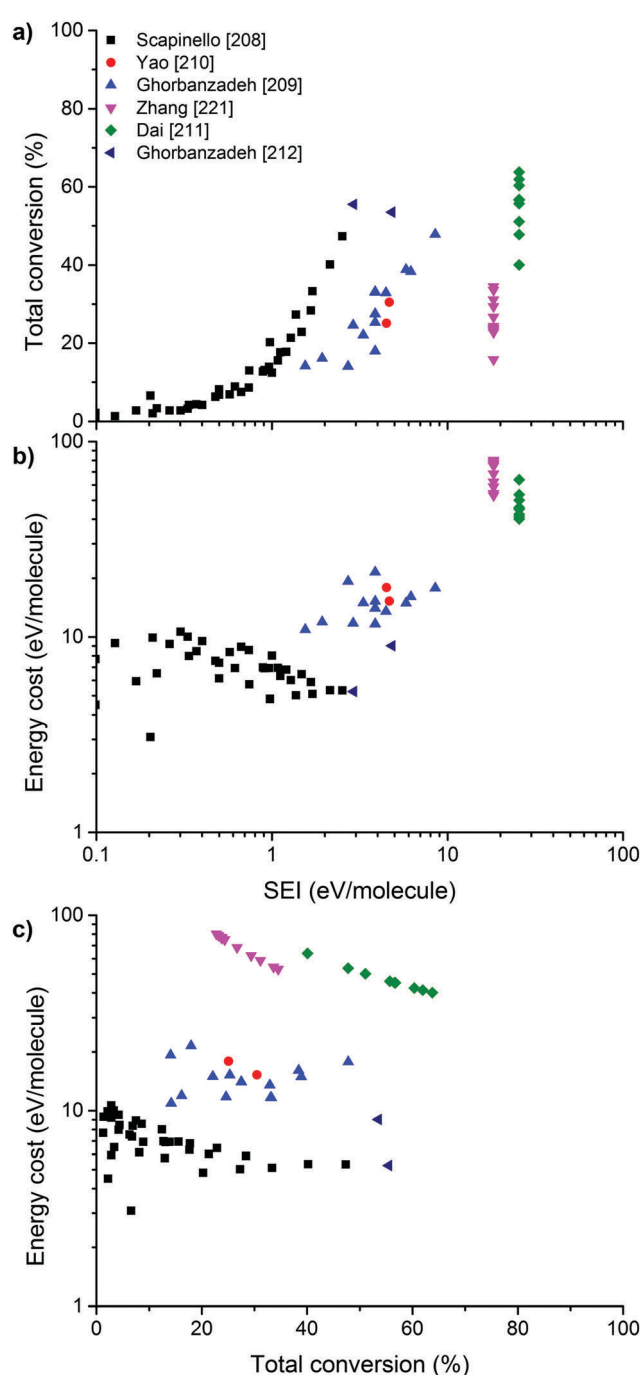 a)
100
80
60
40
20
0
Total conversion (%)
Scapinello [208]
Yao [210]
Ghorbanzadeh [209]
Zhang [221]
Dai [211]
Ghorbanzadeh [212]
b)
100
10
1
Energy cost (eV/molecule)
0.1 1 10 100
SEI (eV/molecule)
c)
100
10
1
Energy cost (eV/molecule)
0 20 40 60 80 100
Total conversion (%)